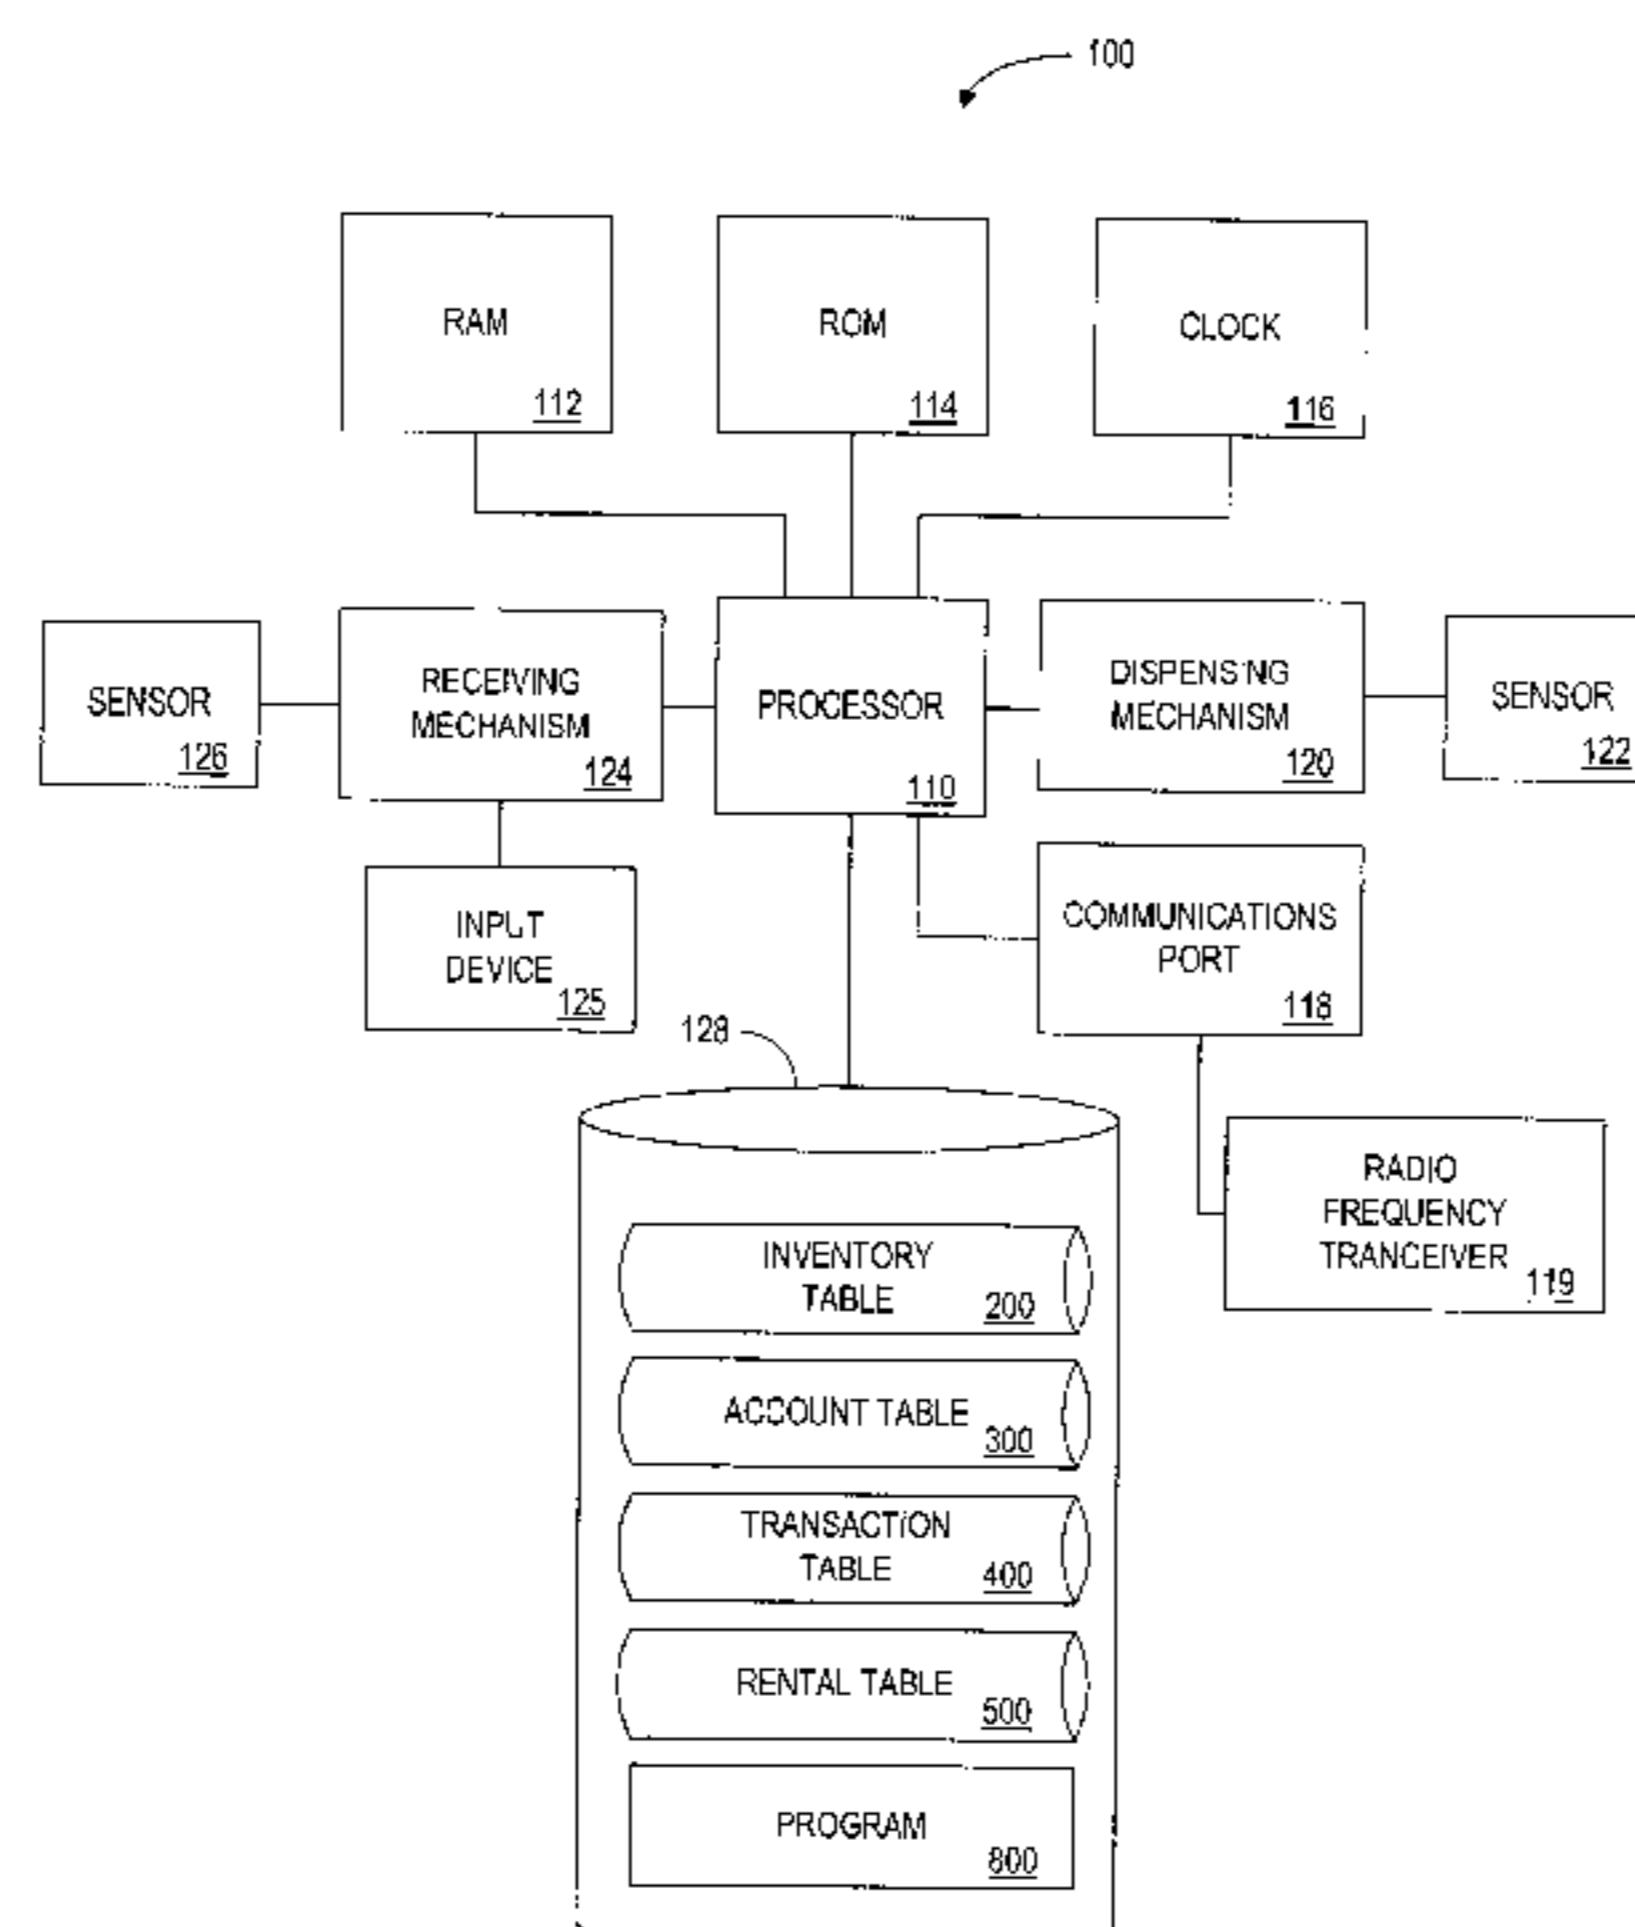 100
RAM
112
ROM
114
CLOCK
116
SENSOR
126
RECEIVING
MECHANISM
124
PROCESSOR
110
DISPENSING
MECHANISM
120
SENSOR
122
INPUT
DEVICE
125
COMMUNICATIONS
PORT
118
128
RADIO
FREQUENCY
TRANCEIVER
119
INVENTORY
TABLE
200
ACCOUNT TABLE
300
TRANSACTION
TABLE
400
RENTAL TABLE
500
PROGRAM
800